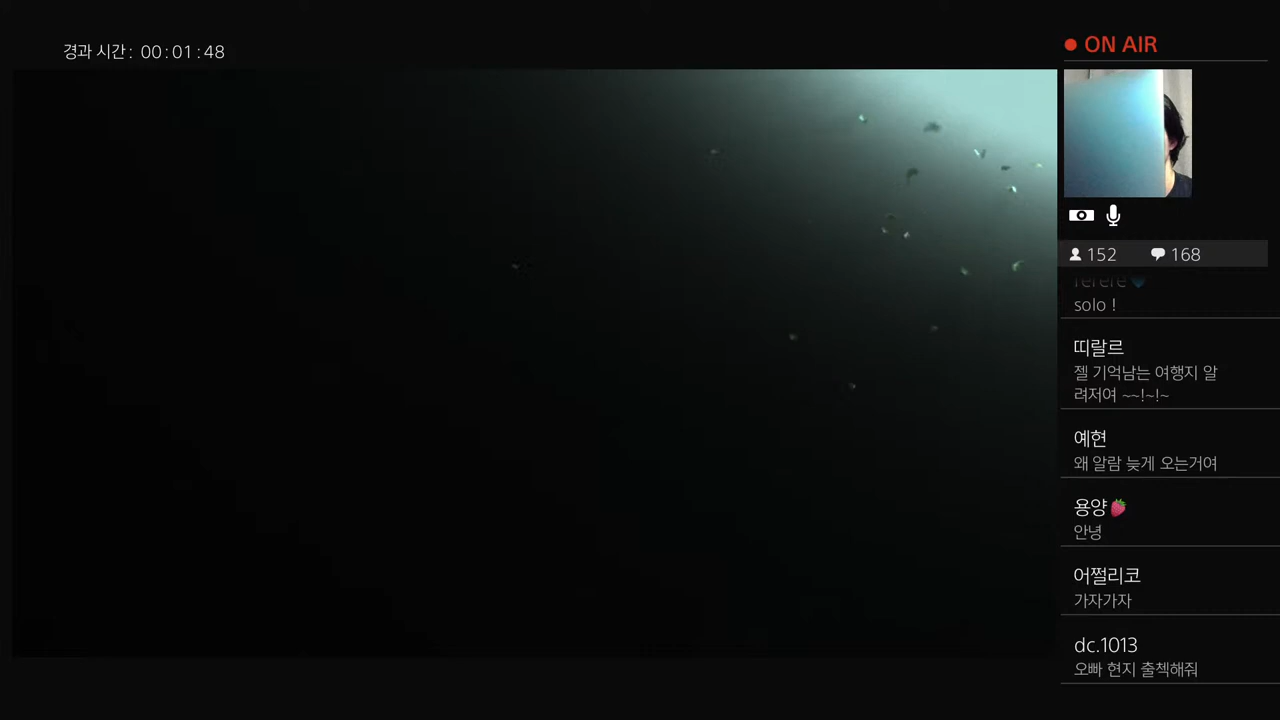 경과 시간 : 00:01:48
ON AIR
152 168
rerere💙
solo !
띠랄르
젤 기억남는 여행지 알
려저여 ~~!~!~
예현
왜 알람 늦게 오는거여
용양🍓
안녕
어쩔리코
가자가자
dc.1013
오빠 현지 출첵해줘